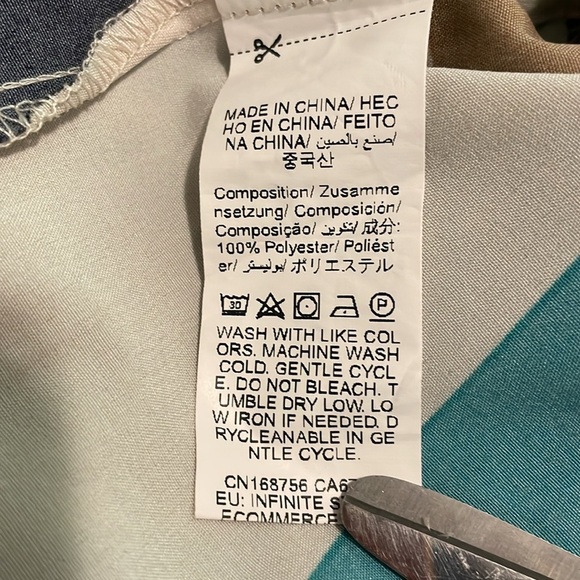 MADE IN CHINA/ HEC
HO EN CHINA/ FEITO
NA CHINA/ صنع بالصين/
중국산
Composition/ Zusamme
nsetzung/ Composición/
Composição/ تكوين/ 成分:
100% Polyester/ Poliést
er/ بوليستر/ ポリエステル
30 P
WASH WITH LIKE COL
ORS. MACHINE WASH
COLD. GENTLE CYCL
E. DO NOT BLEACH. T
UMBLE DRY LOW. LO
W IRON IF NEEDED. D
RYCLEANABLE IN GE
NTLE CYCLE.
CN168756
EU: INFINITE
ECOMMERCE